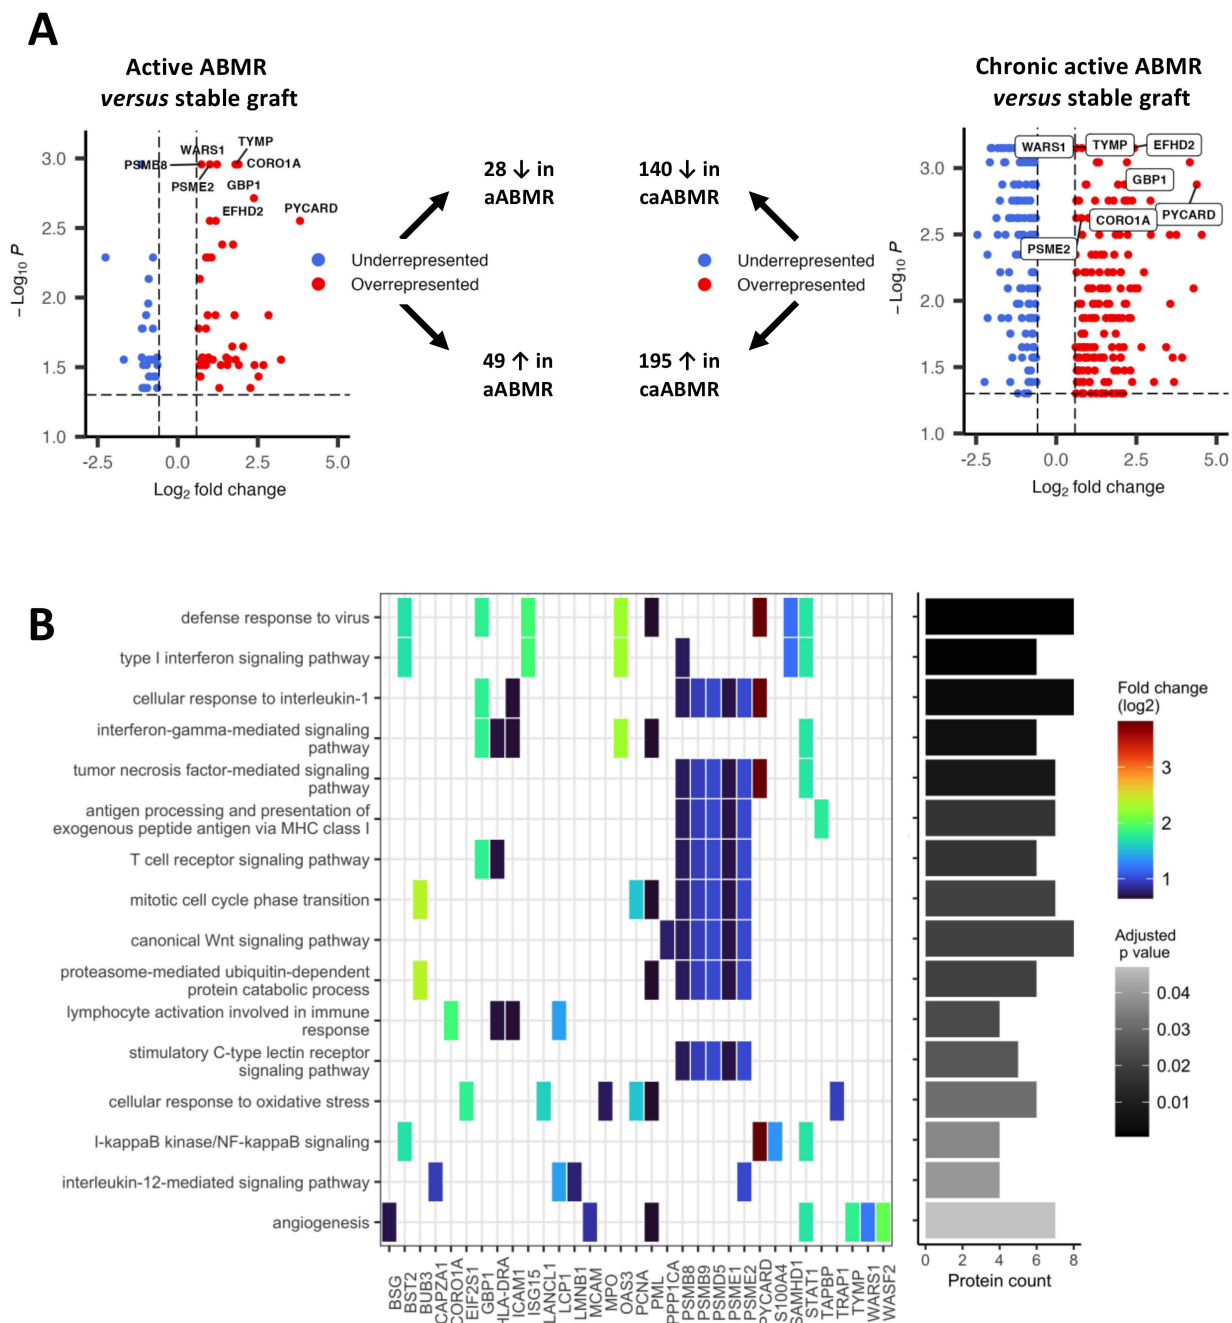 A
Active ABMR
versus stable graft
Chronic active ABMR
versus stable graft
3.0
2.5
2.0
1.5
1.0
-Log10 P
-2.5
0.0
2.5
5.0
Log2 fold change
WARS1
TYMP
PSME8
CORO1A
PSME2
GBP1
EFHD2
PYCARD
28 ↓ in
aABMR
140 ↓ in
caABMR
Underrepresented
Overrepresented
Underrepresented
Overrepresented
49 ↑ in
aABMR
195 ↑ in
caABMR
3.0
2.5
2.0
1.5
1.0
-Log10 P
-2.5
0.0
2.5
5.0
Log2 fold change
WARS1
TYMP
EFHD2
GBP1
CORO1A
PYCARD
PSME2
B
defense response to virus
type I interferon signaling pathway
cellular response to interleukin-1
interferon-gamma-mediated signaling
pathway
tumor necrosis factor-mediated signaling
pathway
antigen processing and presentation of
exogenous peptide antigen via MHC class I
T cell receptor signaling pathway
mitotic cell cycle phase transition
canonical Wnt signaling pathway
proteasome-mediated ubiquitin-dependent
protein catabolic process
lymphocyte activation involved in immune
response
stimulatory C-type lectin receptor
signaling pathway
cellular response to oxidative stress
I-kappaB kinase/NF-kappaB signaling
interleukin-12-mediated signaling pathway
angiogenesis
BSG
BST2
BUB3
CAPZA1
CORO1A
EIF2S1
GBP1
HLA-DRA
ICAM1
ISG15
LANCL1
LCP1
LMNB1
MCAM
MPO
OAS3
PCNA
PML
PPP1CA
PSMB8
PSMB9
PSMD5
PSME1
PSME2
PYCARD
S100A4
SAMHD1
STAT1
TAPBP
TRAP1
TYMP
WARS1
WASF2
0
2
4
6
8
Protein count
Fold change
(log2)
3
2
1
Adjusted
p value
0.04
0.03
0.02
0.01